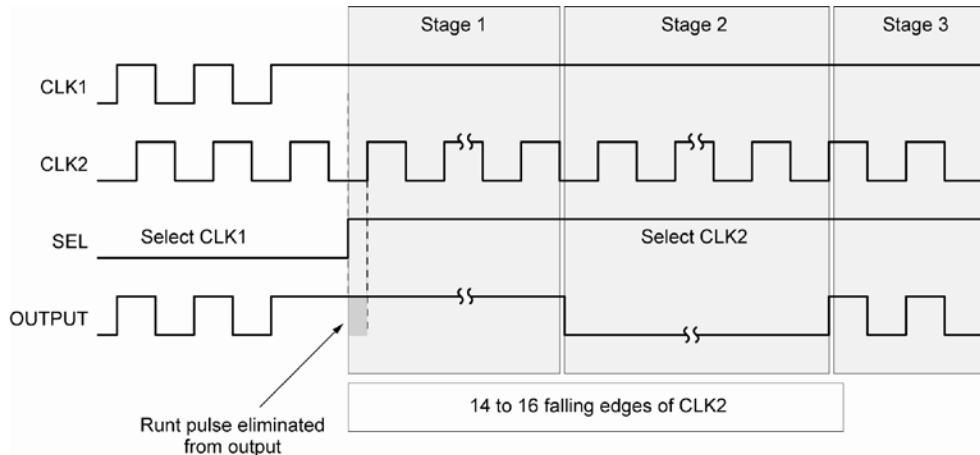 Stage 1
Stage 2
Stage 3
CLK1
CLK2
SEL
Select CLK1
Select CLK2
OUTPUT
14 to 16 falling edges of CLK2
Runt pulse eliminated
from output